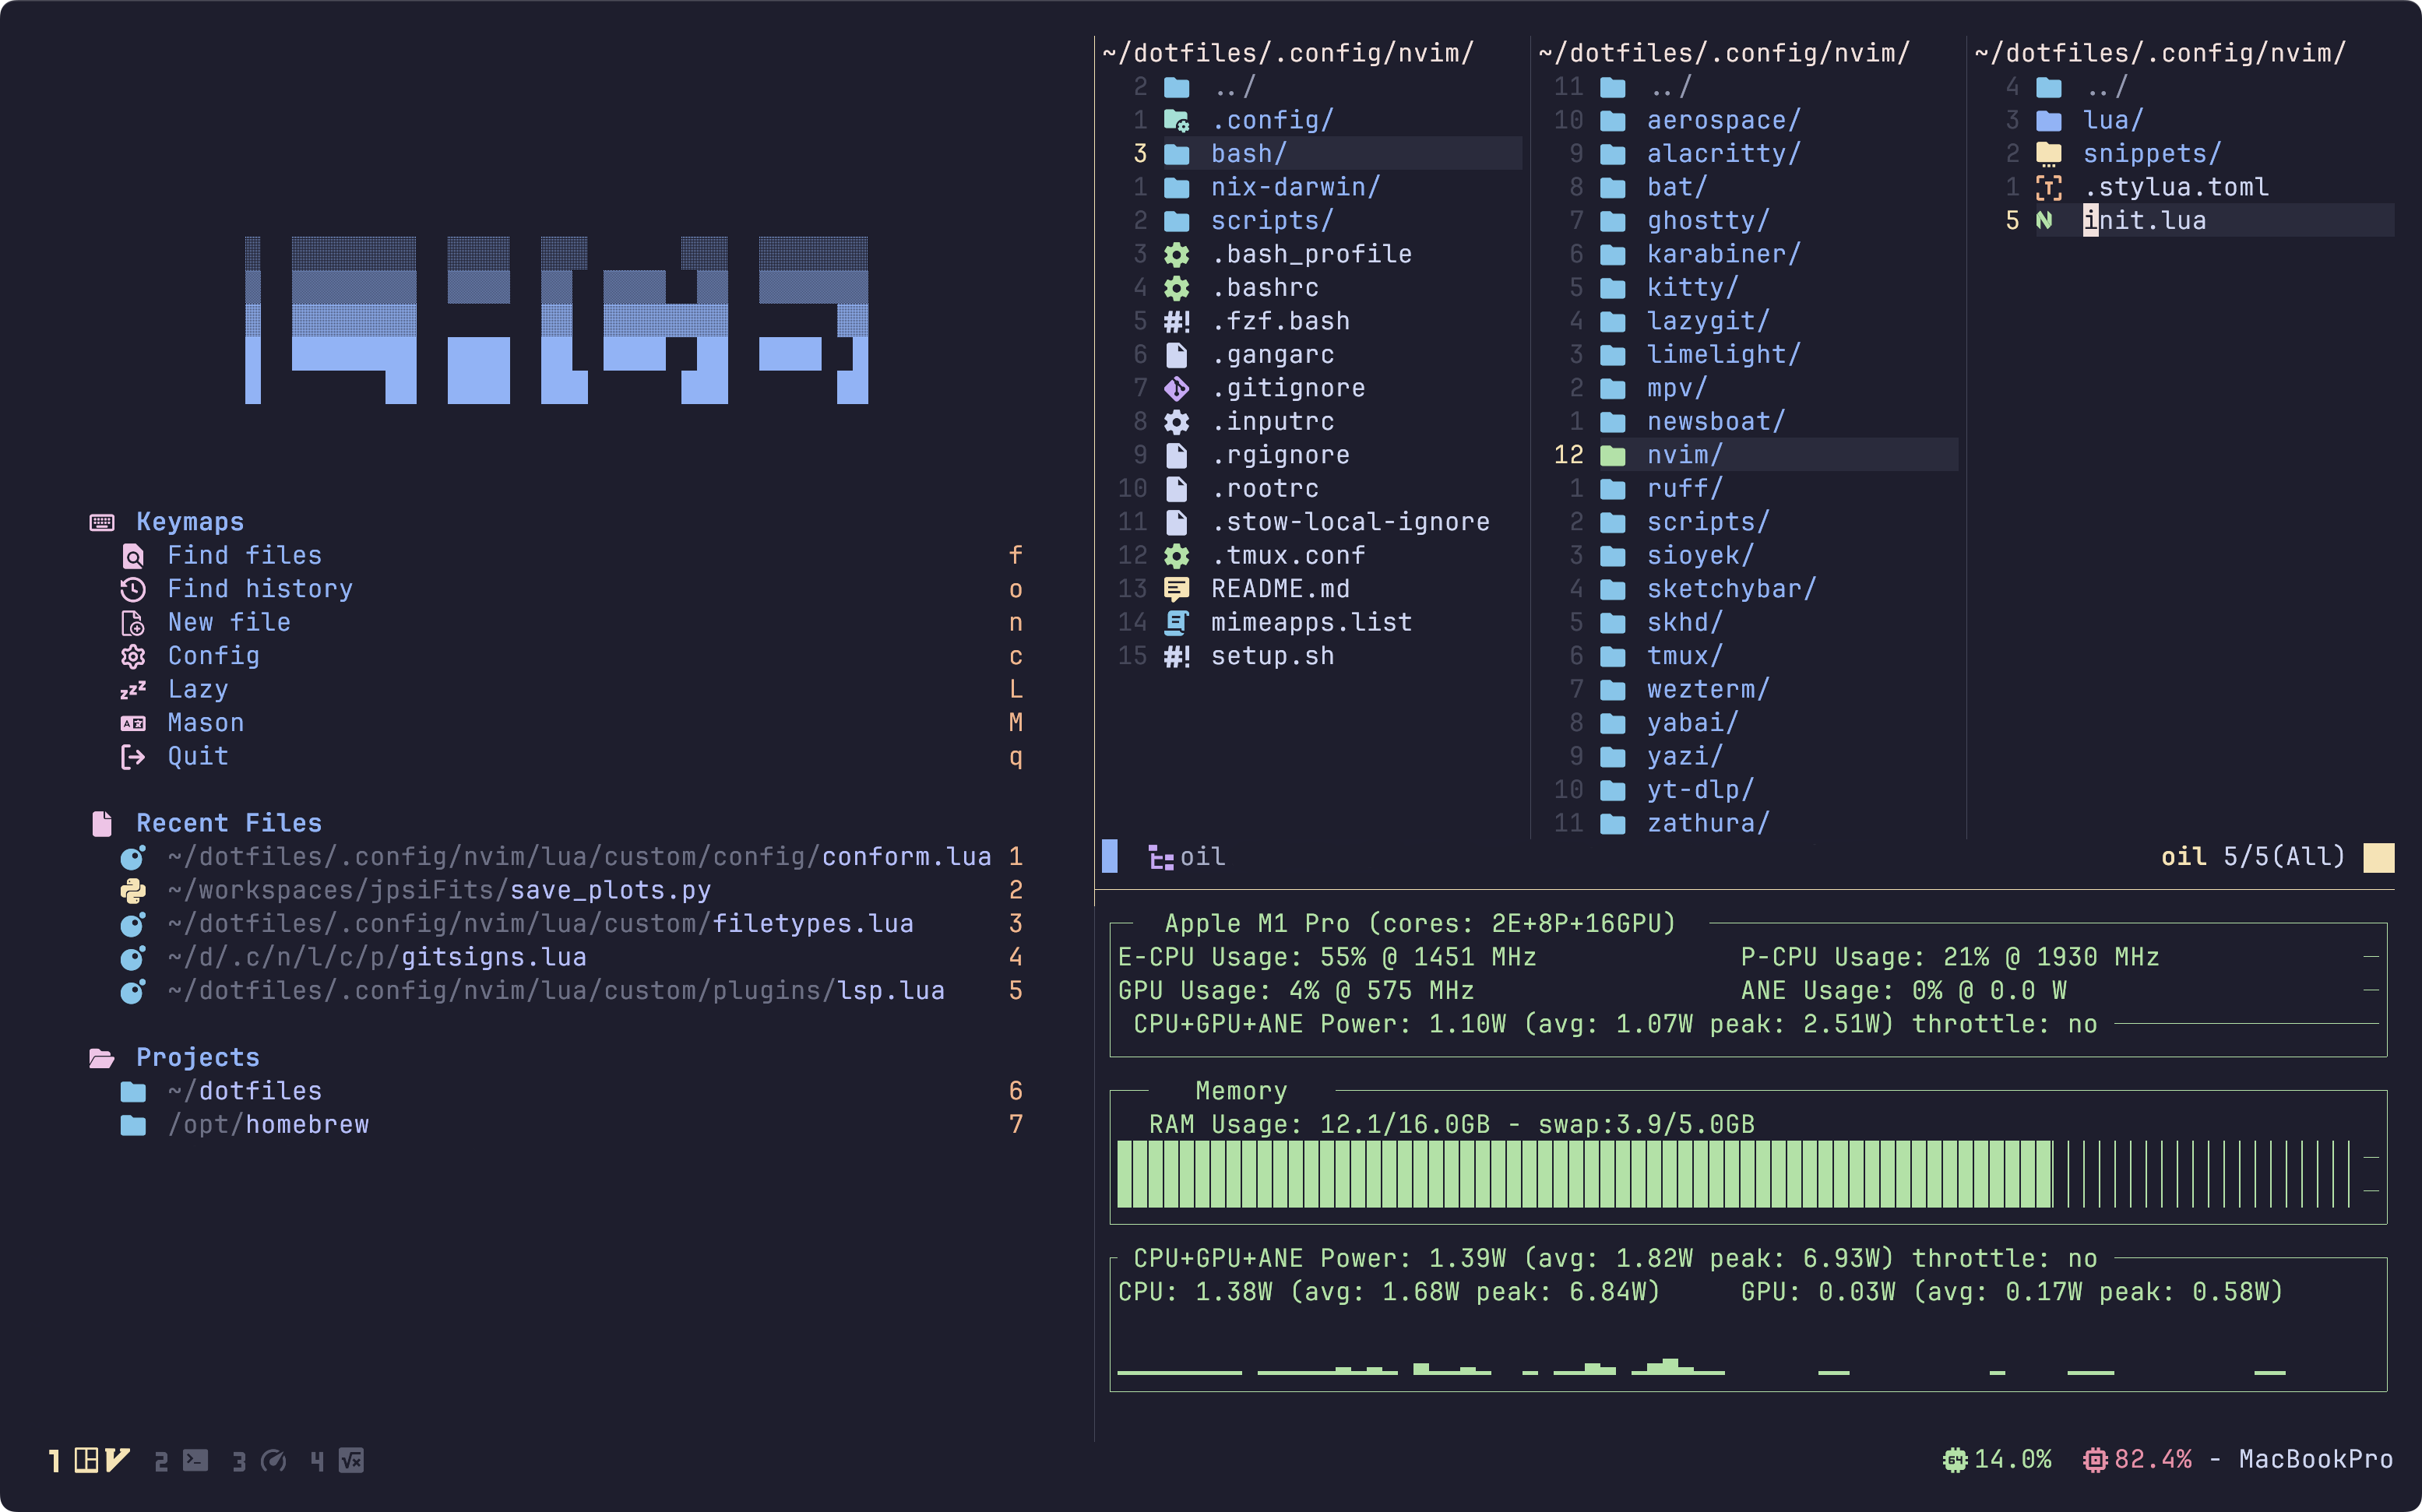 Keymaps
Find files f
Find history o
New file n
Config c
Lazy L
Mason M
Quit q
Recent Files
~/dotfiles/.config/nvim/lua/custom/config/conform.lua 1
~/workspaces/jpsiFits/save_plots.py 2
~/dotfiles/.config/nvim/lua/custom/filetypes.lua 3
~/d/.c/n/l/c/p/gitsigns.lua 4
~/dotfiles/.config/nvim/lua/custom/plugins/lsp.lua 5
Projects
~/dotfiles 6
/opt/homebrew 7
~/dotfiles/.config/nvim/
2 ../
1 .config/
3 bash/
1 nix-darwin/
2 scripts/
3 .bash_profile
4 .bashrc
5 #! .fzf.bash
6 .gangarc
7 .gitignore
8 .inputrc
9 .rgignore
10 .rootrc
11 .stow-local-ignore
12 .tmux.conf
13 README.md
14 mimeapps.list
15 #! setup.sh
~/dotfiles/.config/nvim/
11 ../
10 aerospace/
9 alacritty/
8 bat/
7 ghostty/
6 karabiner/
5 kitty/
4 lazygit/
3 limelight/
2 mpv/
1 newsboat/
12 nvim/
1 ruff/
2 scripts/
3 sioyek/
4 sketchybar/
5 skhd/
6 tmux/
7 wezterm/
8 yabai/
9 yazi/
10 yt-dlp/
11 zathura/
~/dotfiles/.config/nvim/
4 ../
3 lua/
2 snippets/
1 .stylua.toml
5 init.lua
oil oil 5/5(All)
Apple M1 Pro (cores: 2E+8P+16GPU)
E-CPU Usage: 55% @ 1451 MHz P-CPU Usage: 21% @ 1930 MHz
GPU Usage: 4% @ 575 MHz ANE Usage: 0% @ 0.0 W
CPU+GPU+ANE Power: 1.10W (avg: 1.07W peak: 2.51W) throttle: no
Memory
RAM Usage: 12.1/16.0GB - swap:3.9/5.0GB
CPU+GPU+ANE Power: 1.39W (avg: 1.82W peak: 6.93W) throttle: no
CPU: 1.38W (avg: 1.68W peak: 6.84W) GPU: 0.03W (avg: 0.17W peak: 0.58W)
1 2 3 4 14.0% 82.4% - MacBookPro